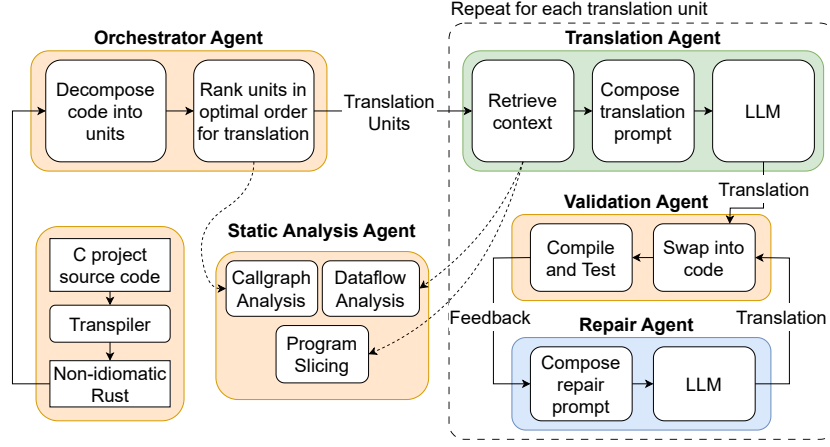 Repeat for each translation unit
Orchestrator Agent
Decompose
code into
units
Rank units in
optimal order
for translation
Translation
Units
Translation Agent
Retrieve
context
Compose
translation
prompt
LLM
Translation
Validation Agent
Compile
and Test
Swap into
code
Static Analysis Agent
Callgraph
Analysis
Dataflow
Analysis
Program
Slicing
C project
source code
Transpiler
Non-idiomatic
Rust
Feedback
Repair Agent
Compose
repair
prompt
LLM
Translation